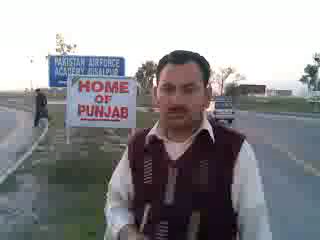 PAKISTAN AIRFORCE
ACADEMY RISALPUR
HOME
OF
PUNJAB